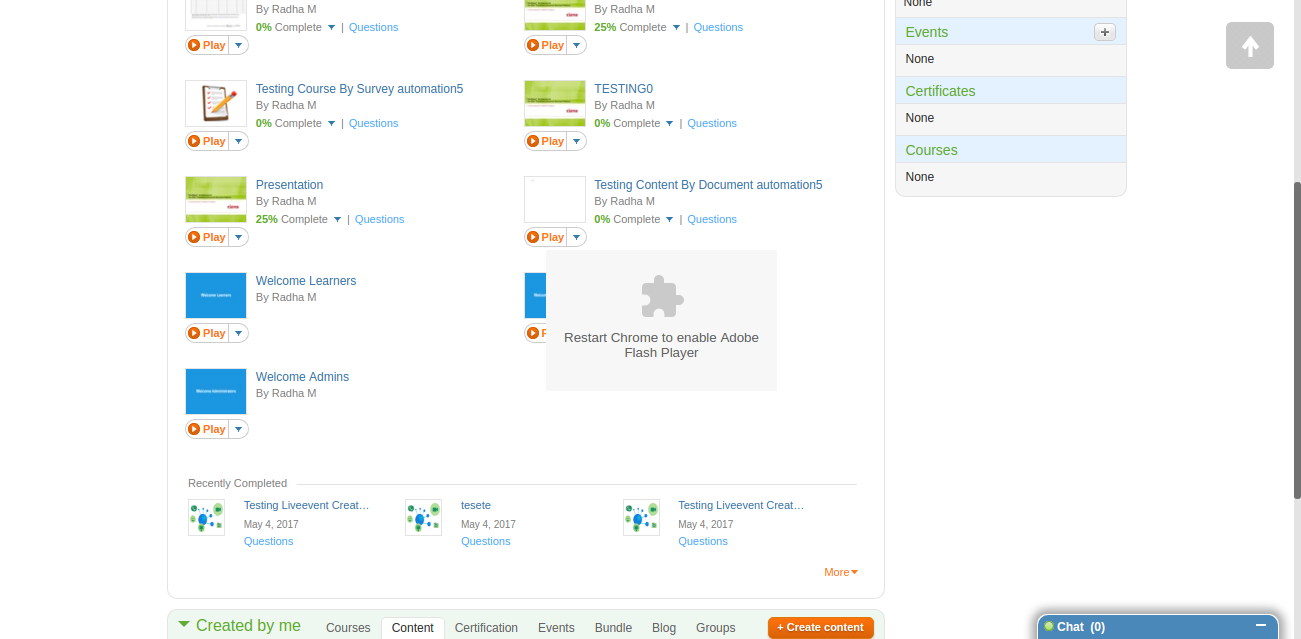 By Radha M
0% Complete | Questions
Play
By Radha M
25% Complete | Questions
Play
Testing Course By Survey automation5
By Radha M
0% Complete | Questions
Play
TESTING0
By Radha M
0% Complete | Questions
Play
Presentation
By Radha M
25% Complete | Questions
Play
Testing Content By Document automation5
By Radha M
0% Complete | Questions
Play
Welcome Learners
Welcome Learners
By Radha M
Play
Restart Chrome to enable Adobe
Flash Player
Welcome Admins
By Radha M
Play
Recently Completed
Testing Liveevent Creat...
May 4, 2017
Questions
tesete
May 4, 2017
Questions
Testing Liveevent Creat...
May 4, 2017
Questions
More
Created by me
Courses Content Certification Events Bundle Blog Groups
+ Create content
None
Events +
None
Certificates
None
Courses
None
Chat (0)